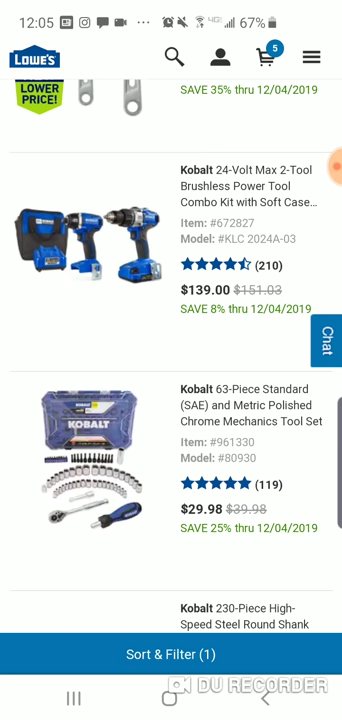 12:05
4G
67%
LOWE'S
5
LOWER
PRICE!
SAVE 35% thru 12/04/2019
Kobalt 24-Volt Max 2-Tool
Brushless Power Tool
Combo Kit with Soft Case...
Item: #672827
Model: #KLC 2024A-03
(210)
$139.00 $151.03
SAVE 8% thru 12/04/2019
Chat
Kobalt 63-Piece Standard
(SAE) and Metric Polished
Chrome Mechanics Tool Set
Item: #961330
Model: #80930
KOBALT
(119)
$29.98 $39.98
SAVE 25% thru 12/04/2019
Kobalt 230-Piece High-
Speed Steel Round Shank
Sort & Filter (1)
DU RECORDER